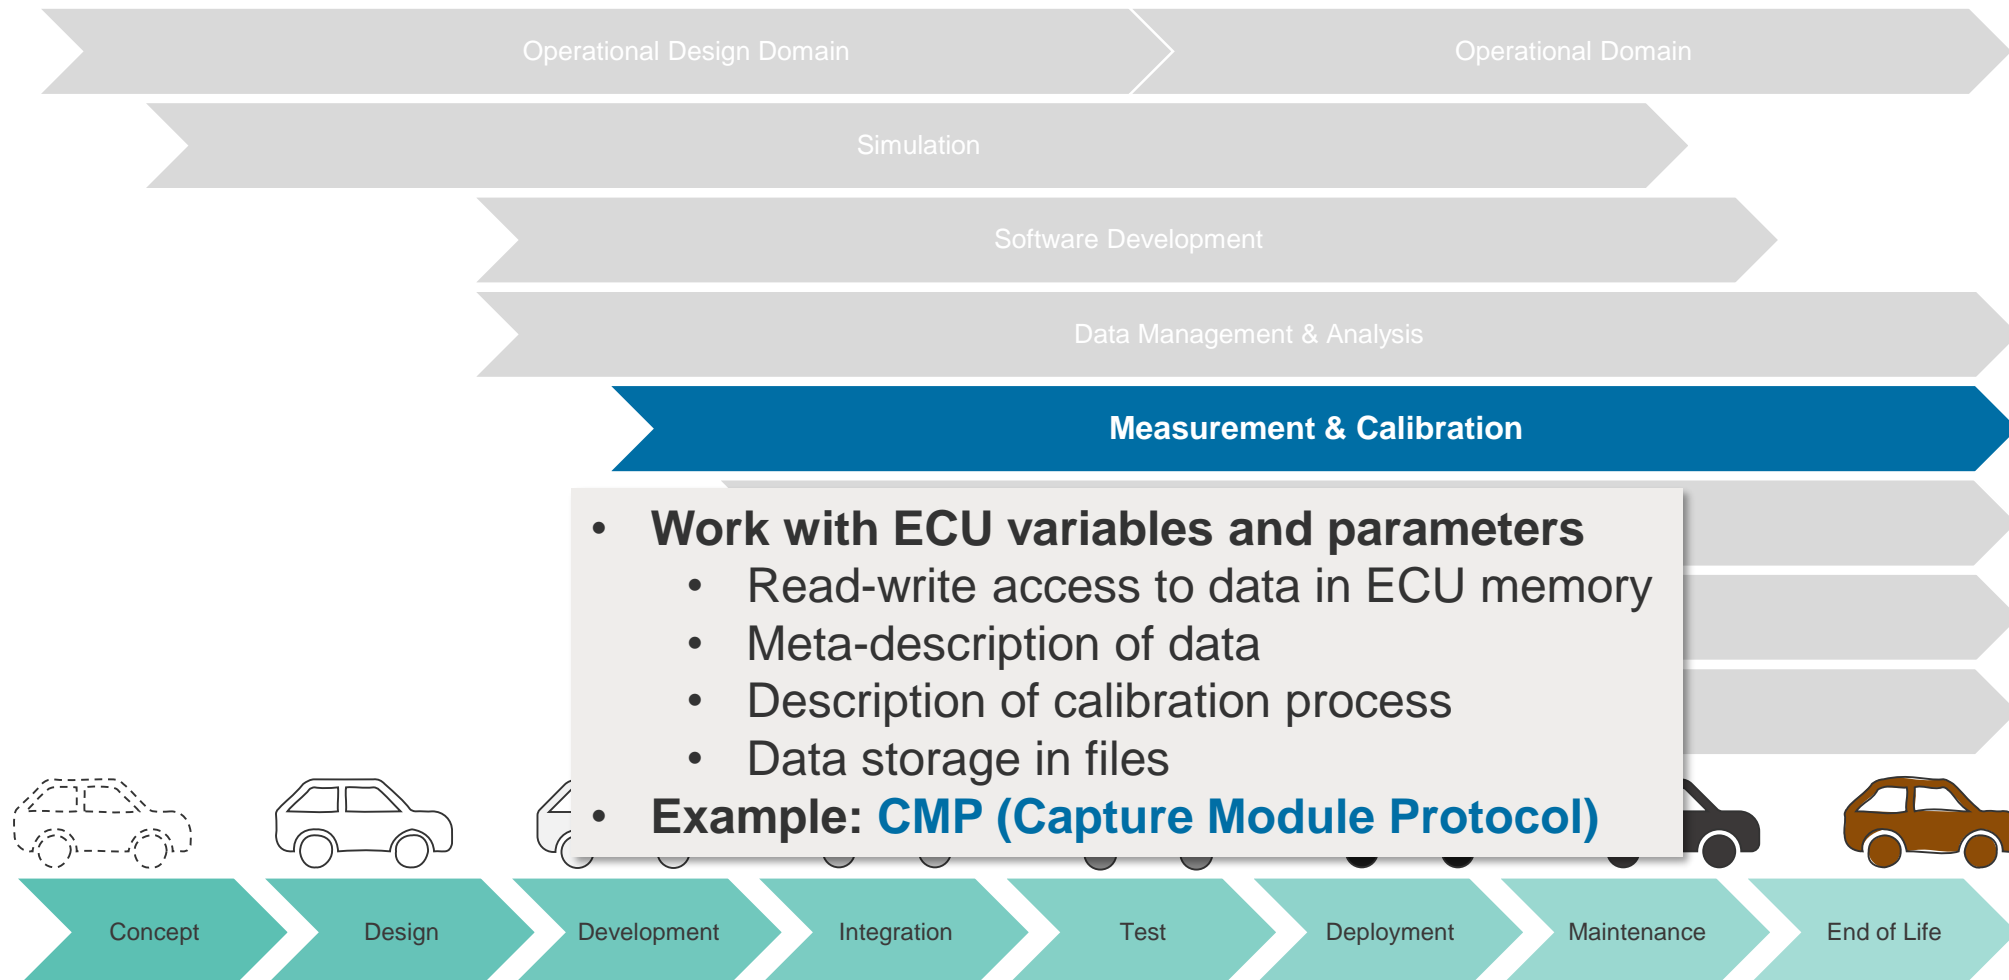 Operational Design Domain
Operational Domain
Simulation
Software Development
Data Management & Analysis
Measurement & Calibration
• Work with ECU variables and parameters
• Read-write access to data in ECU memory
• Meta-description of data
• Description of calibration process
• Data storage in files
• Example: CMP (Capture Module Protocol)
Concept
Design
Development
Integration
Test
Deployment
Maintenance
End of Life